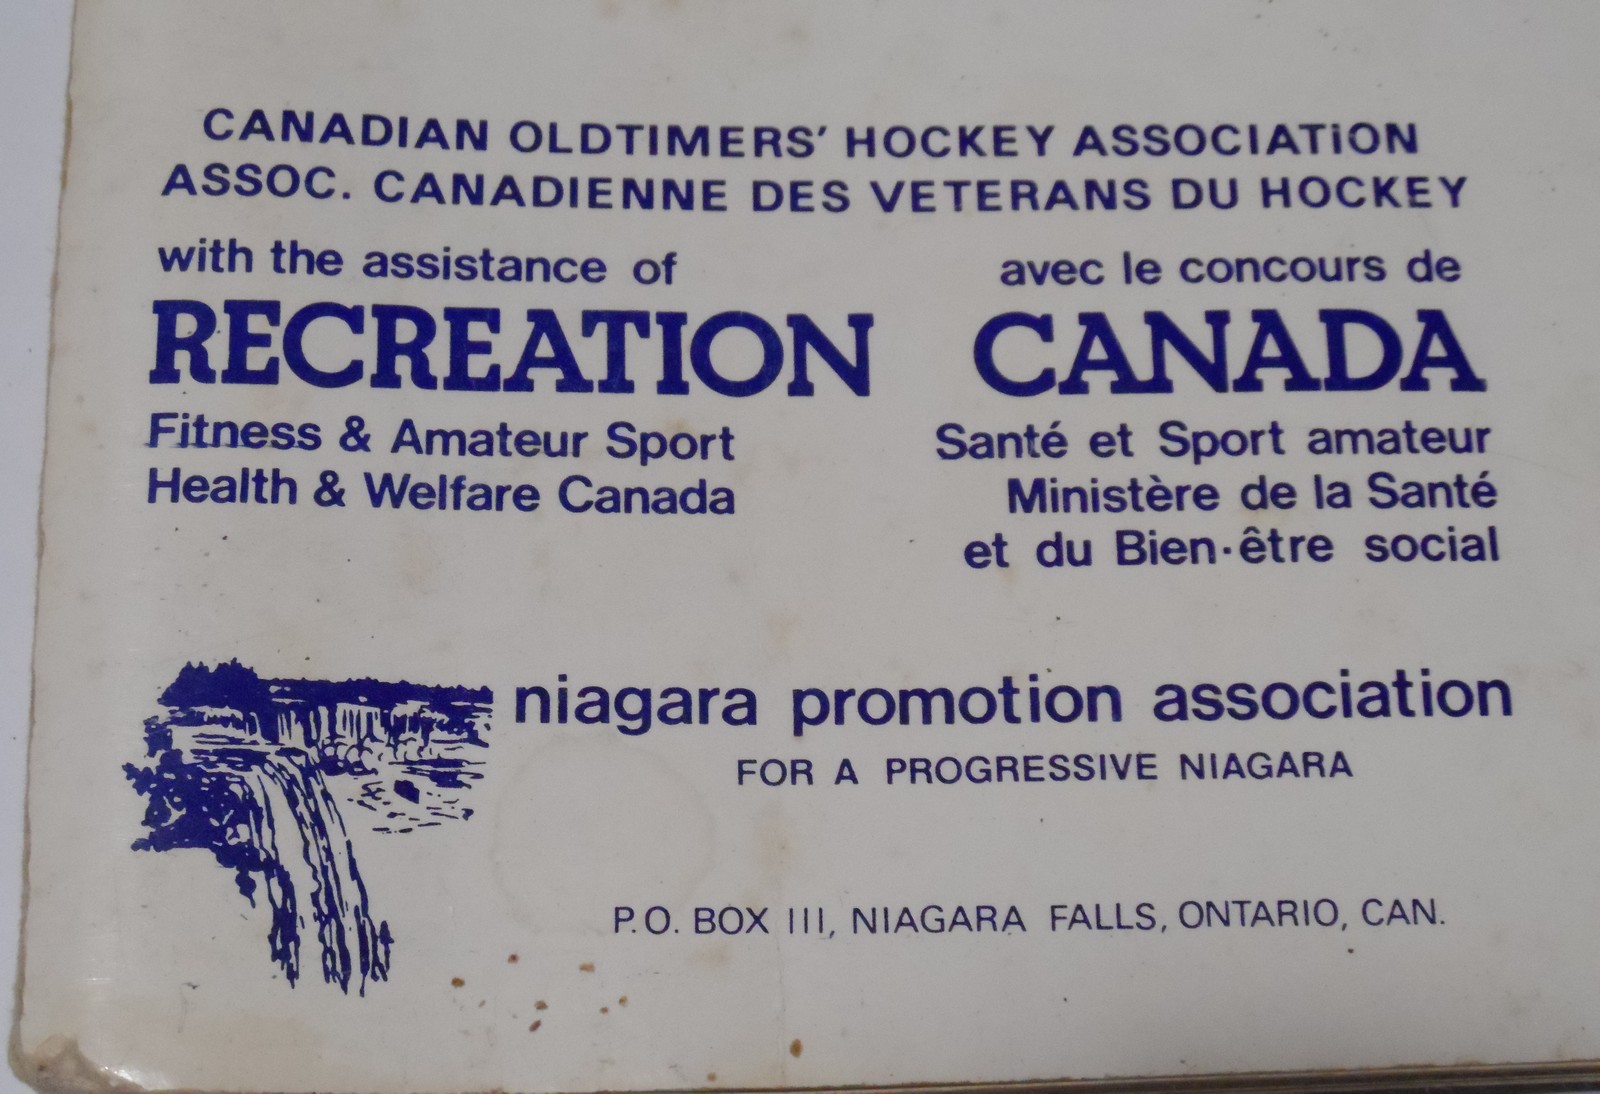 CANADIAN OLDTIMERS' HOCKEY ASSOCIATiON
ASSOC. CANADIENNE DES VETERANS DU HOCKEY
with the assistance of avec le concours de
RECREATION CANADA
Fitness & Amateur Sport Santé et Sport amateur
Health & Welfare Canada Ministère de la Santé
et du Bien·être social
niagara promotion association
FOR A PROGRESSIVE NIAGARA
P.O. BOX III, NIAGARA FALLS, ONTARIO, CAN.